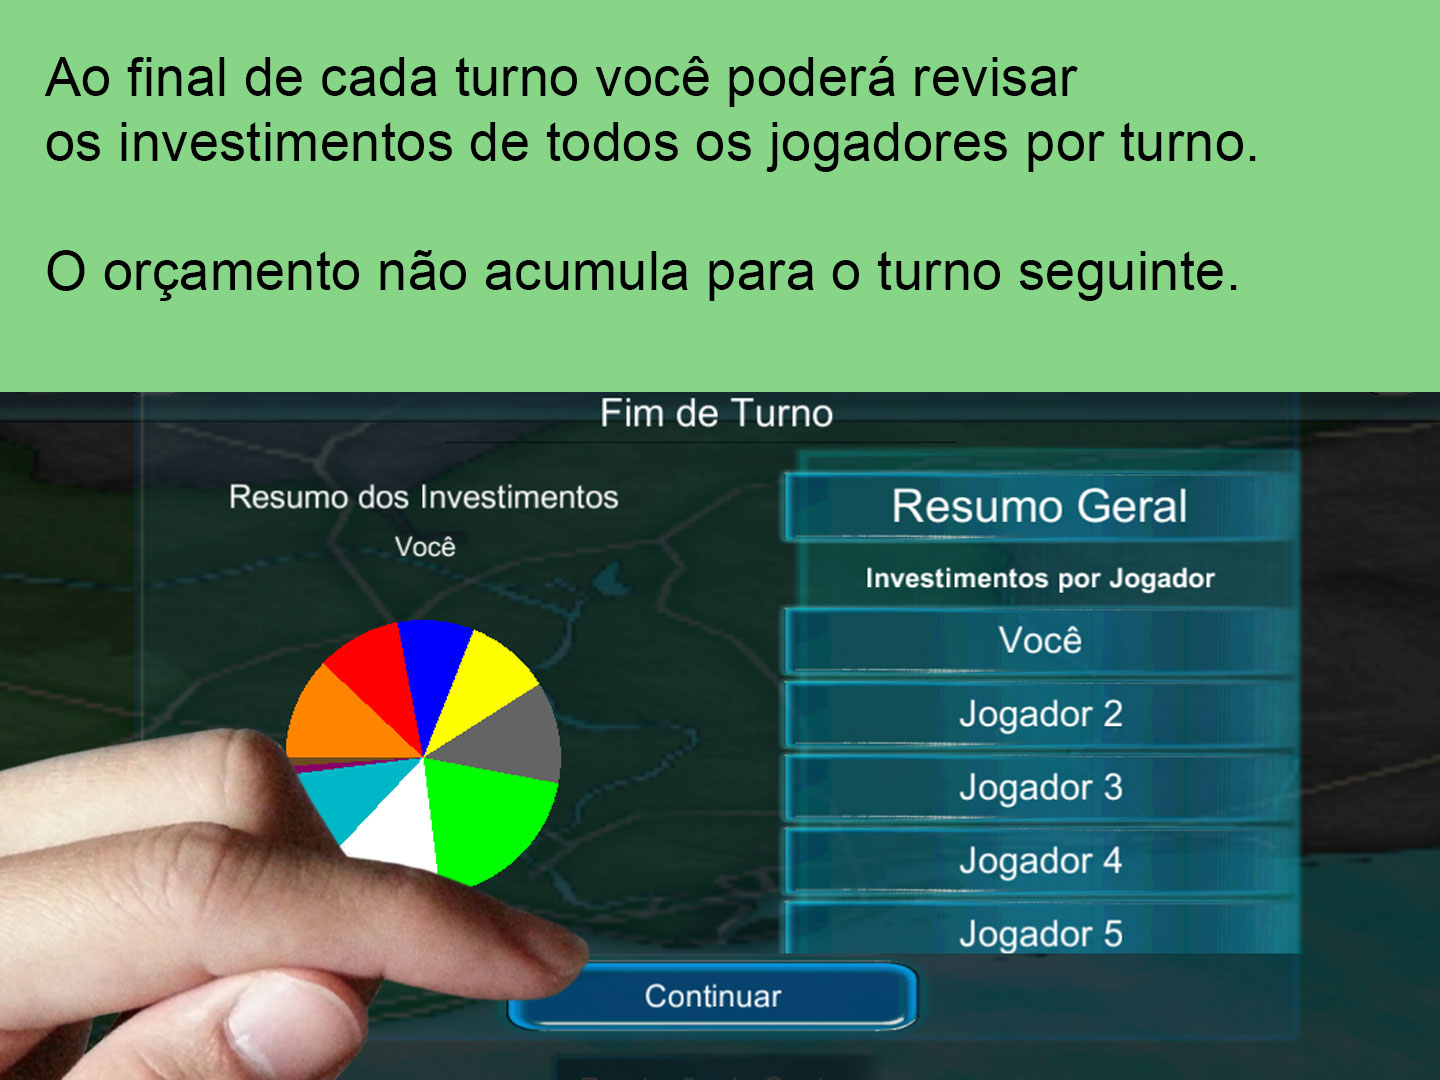 Ao final de cada turno você poderá revisar
os investimentos de todos os jogadores por turno.
O orçamento não acumula para o turno seguinte.
Fim de Turno
Resumo dos Investimentos
Você
Resumo Geral
Investimentos por Jogador
Você
Jogador 2
Jogador 3
Jogador 4
Jogador 5
Continuar